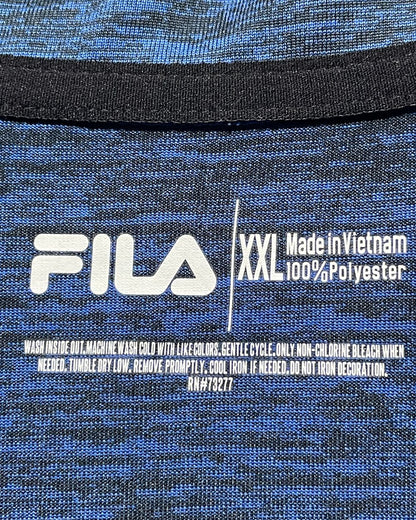 FILA
XXL
Made in Vietnam
100% Polyester
WASH INSIDE OUT. MACHINE WASH COLD WITH LIKE COLORS. GENTLE CYCLE. ONLY NON-CHLORINE BLEACH WHEN
NEEDED. TUMBLE DRY LOW. REMOVE PROMPTLY. COOL IRON IF NEEDED. DO NOT IRON DECORATION.
RN#73277